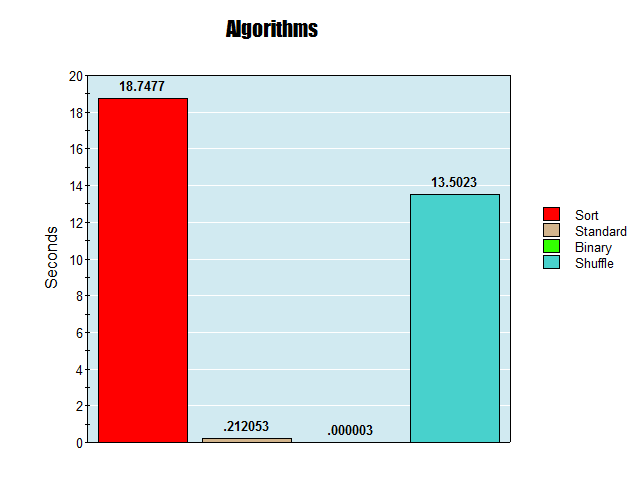 Algorithms
20
18
16
14
12
10
8
6
4
2
0
Seconds
18.7477
.212053
.000003
13.5023
Sort
Standard
Binary
Shuffle